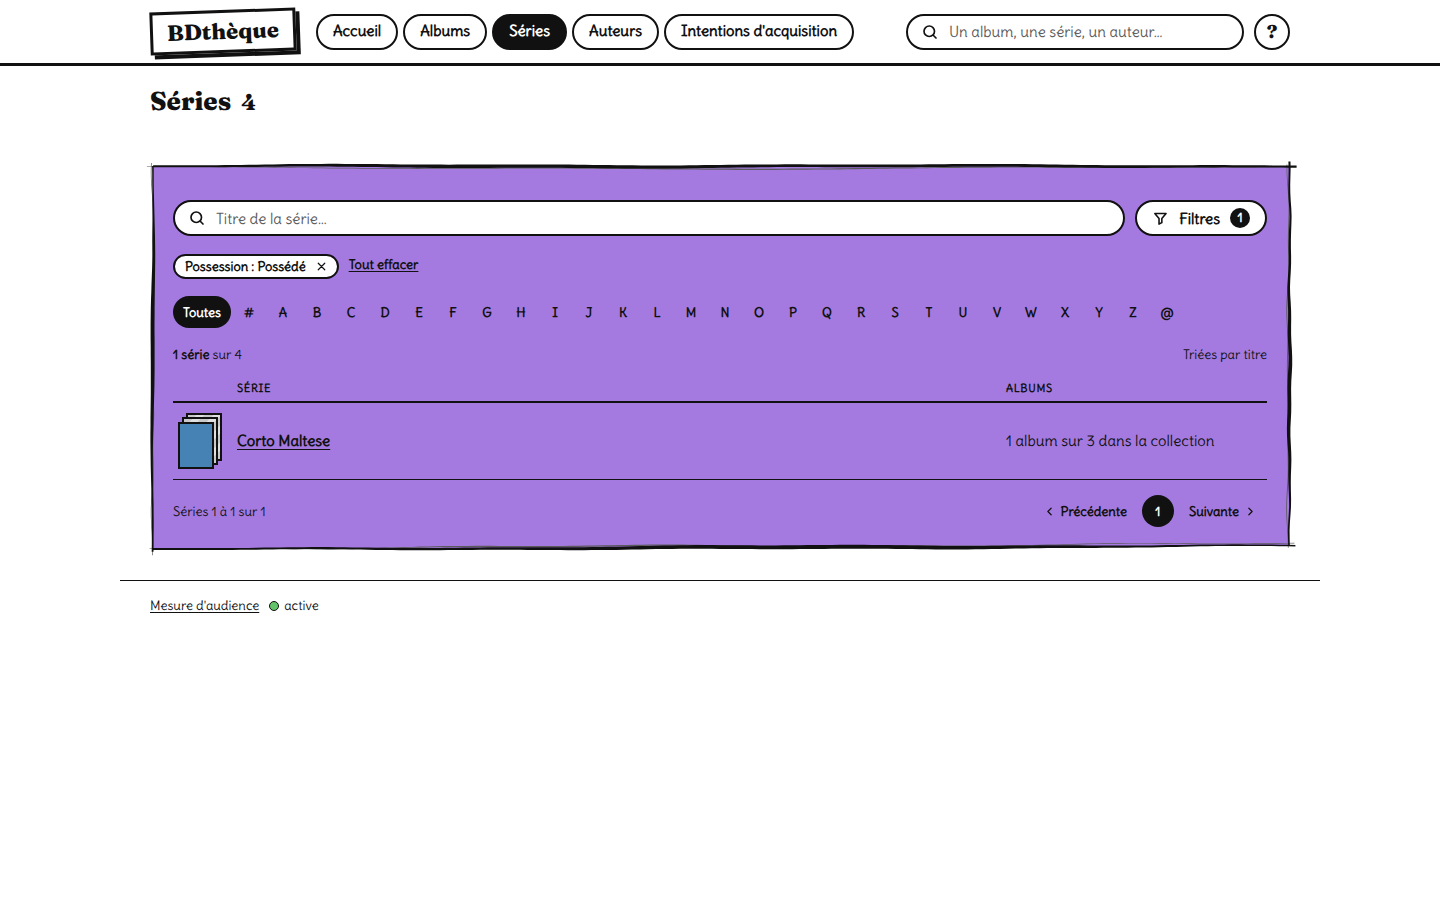 BDthèque
Accueil
Albums
Séries
Auteurs
Intentions d'acquisition
Un album, une série, un auteur...
?
Séries 4
Titre de la série...
Filtres 1
Possession : Possédé ×
Tout effacer
Toutes # A B C D E F G H I J K L M N O P Q R S T U V W X Y Z @
1 série sur 4
Triées par titre
SÉRIE
ALBUMS
Corto Maltese
1 album sur 3 dans la collection
Séries 1 à 1 sur 1
Précédente
1
Suivante
Mesure d'audience
active